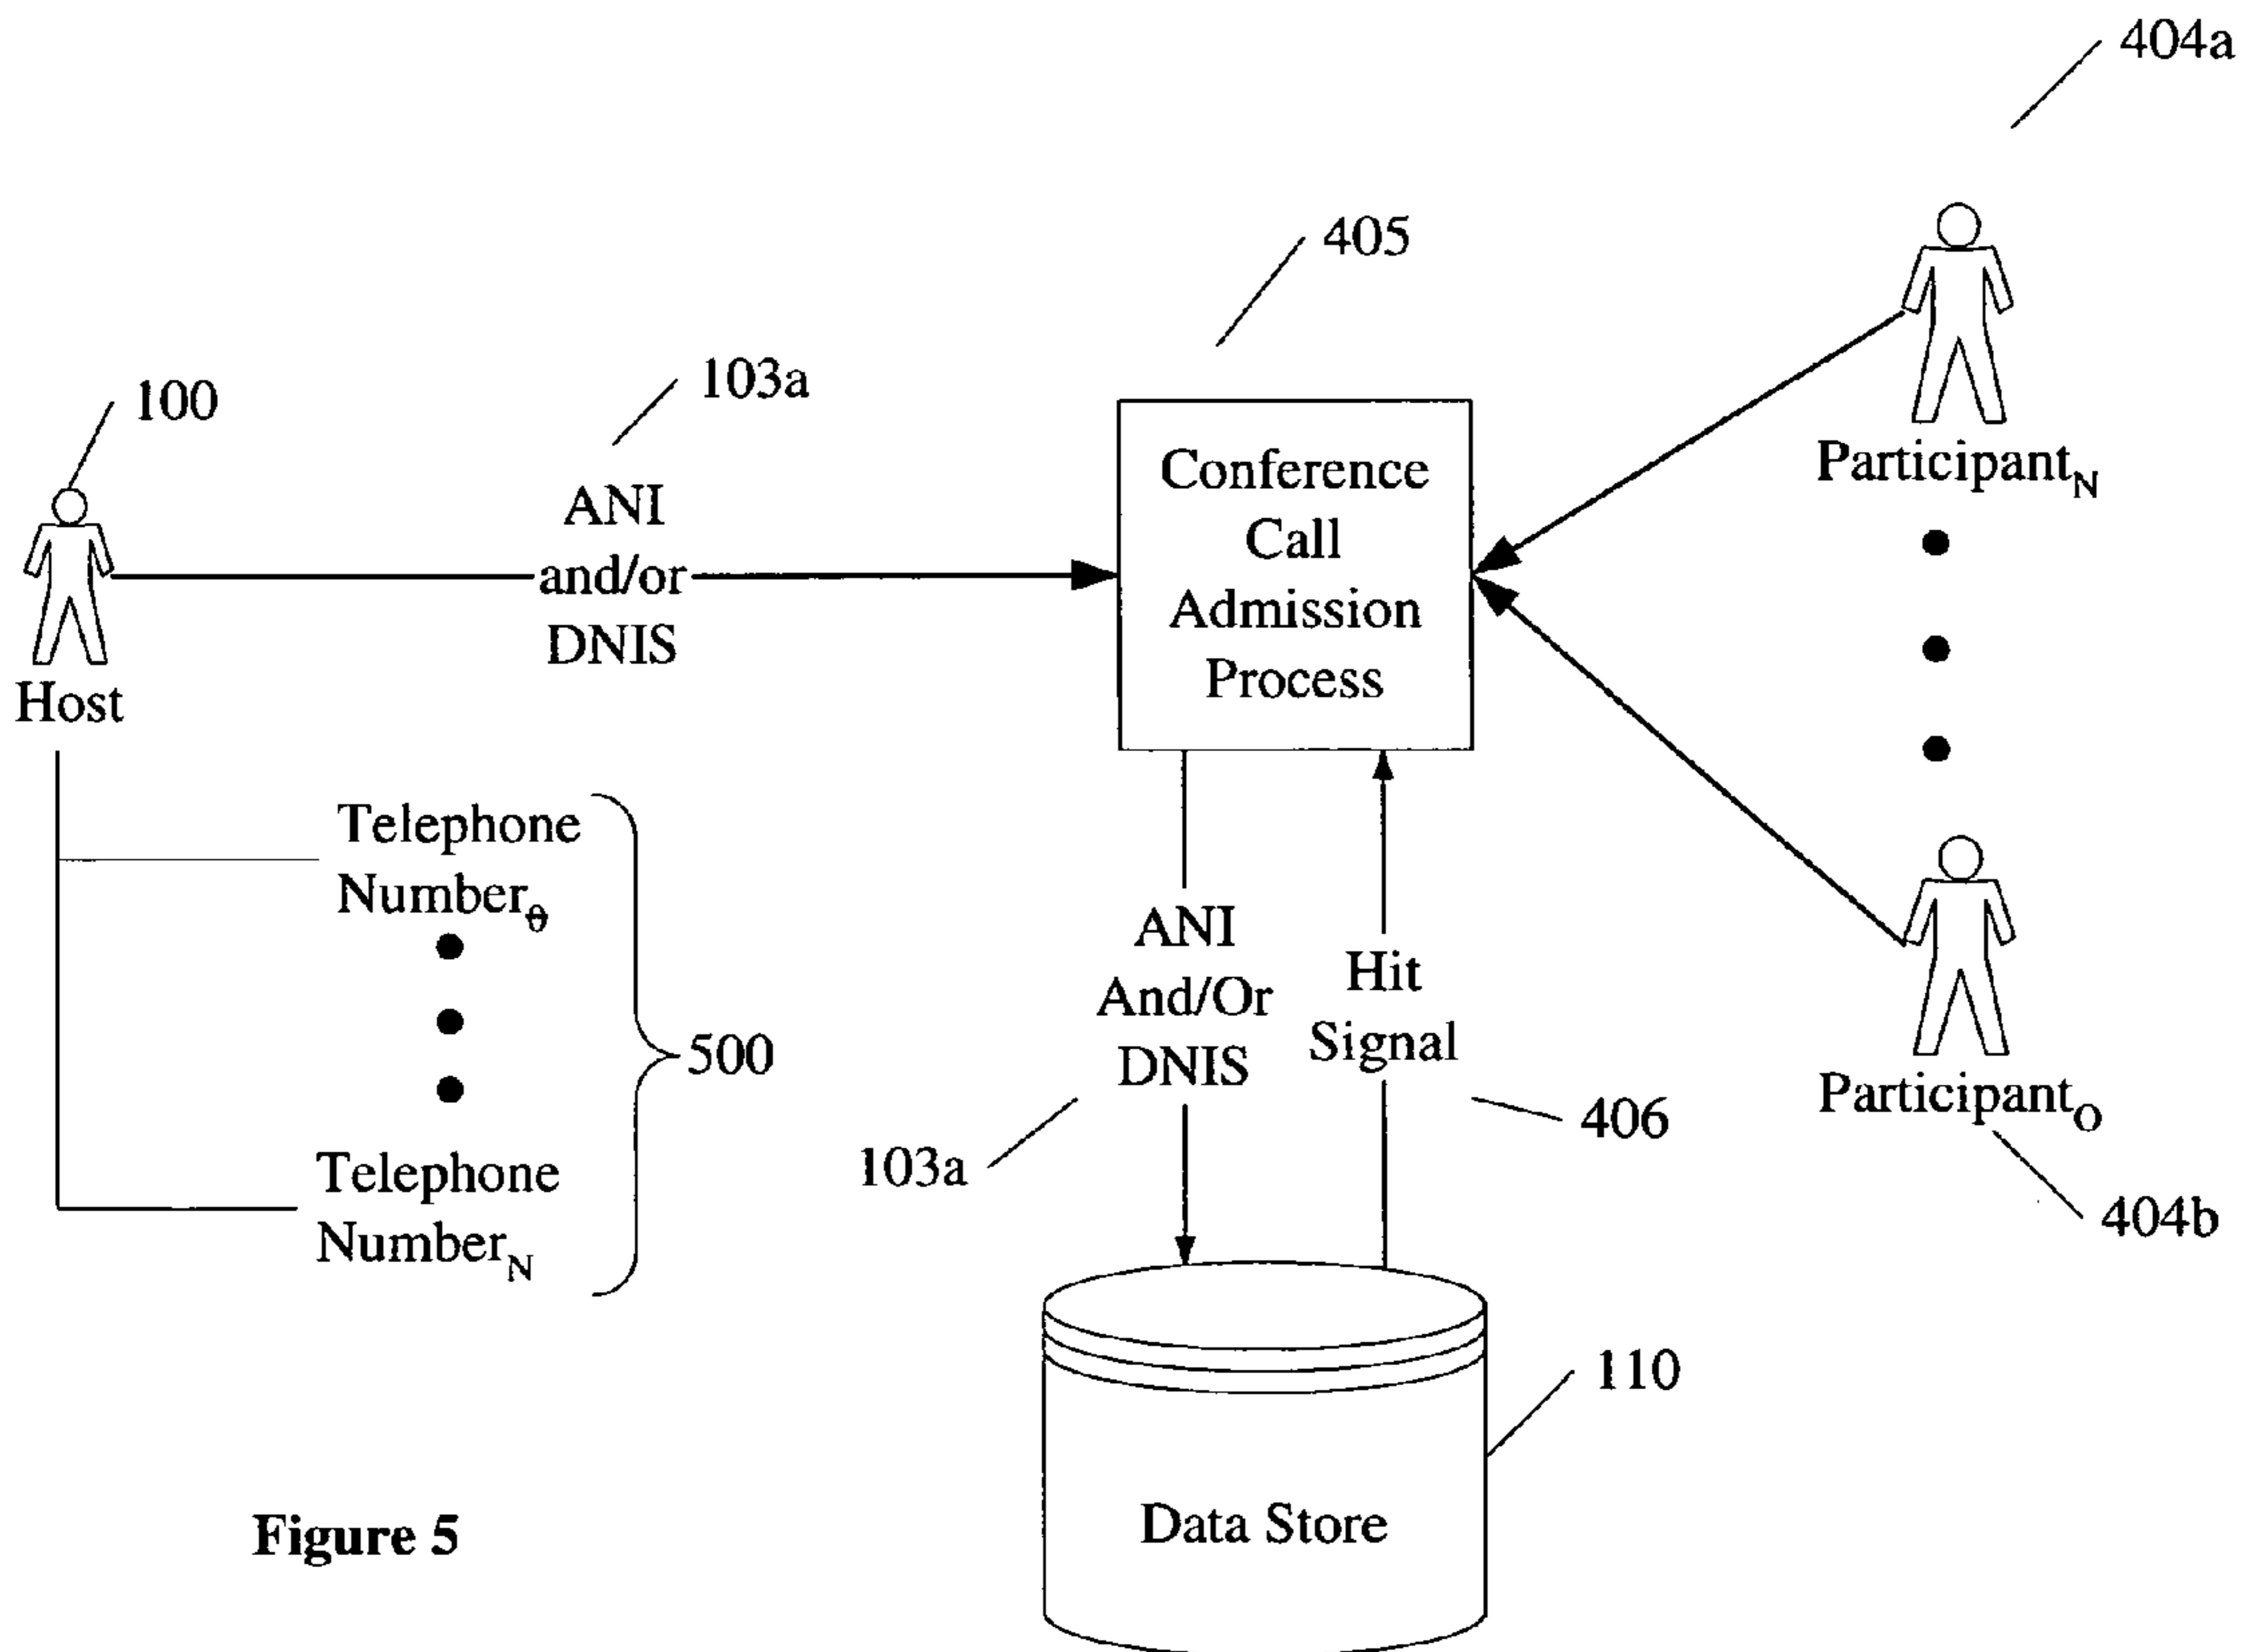 404a
405
103a
100
ANI
and/or
DNIS
Host
Conference
Call
Admission
Process
Participant_N
Telephone
Number_θ
500
Telephone
Number_N
ANI
And/Or
DNIS
103a
Hit
Signal
406
Participant_O
404b
110
Data Store
Figure 5